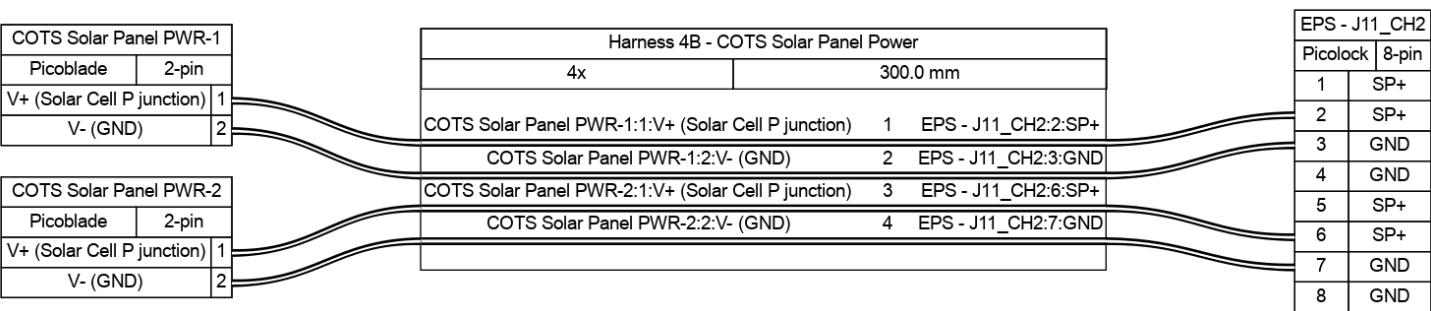 COTS Solar Panel PWR-1
Picoblade 2-pin
V+ (Solar Cell P junction) 1
V- (GND) 2
COTS Solar Panel PWR-2
Picoblade 2-pin
V+ (Solar Cell P junction) 1
V- (GND) 2
Harness 4B - COTS Solar Panel Power
4x 300.0 mm
COTS Solar Panel PWR-1:1:V+ (Solar Cell P junction) 1 EPS - J11_CH2:2:SP+
COTS Solar Panel PWR-1:2:V- (GND) 2 EPS - J11_CH2:3:GND
COTS Solar Panel PWR-2:1:V+ (Solar Cell P junction) 3 EPS - J11_CH2:6:SP+
COTS Solar Panel PWR-2:2:V- (GND) 4 EPS - J11_CH2:7:GND
EPS - J11_CH2
Picolock 8-pin
1 SP+
2 SP+
3 GND
4 GND
5 SP+
6 SP+
7 GND
8 GND